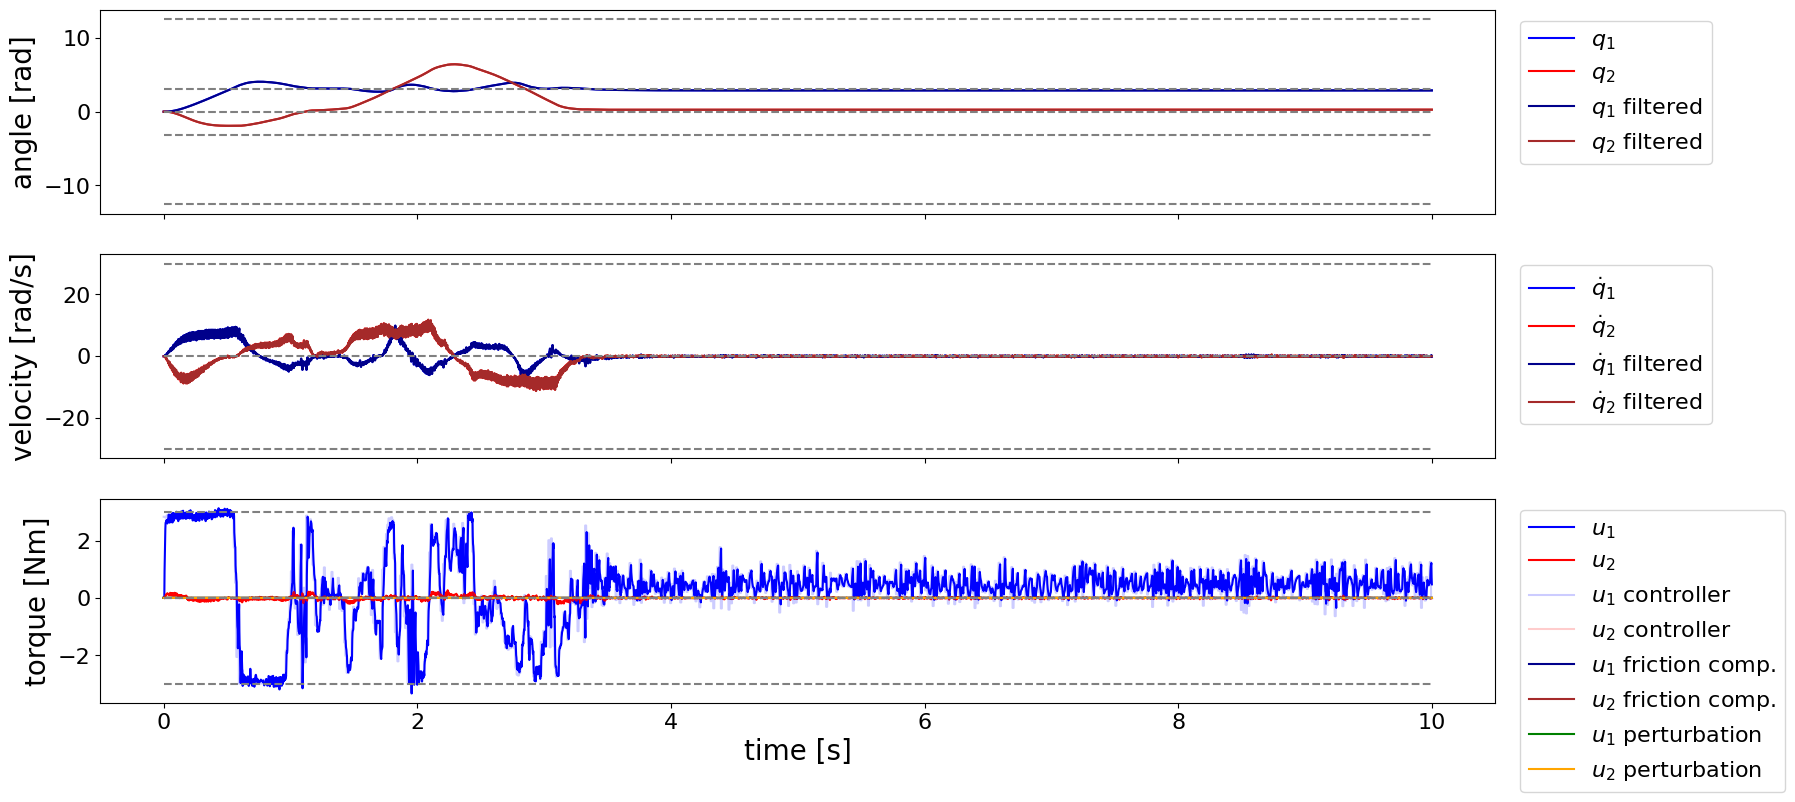 angle [rad]
10
0
−10
q₁
q₂
q₁ filtered
q₂ filtered
velocity [rad/s]
20
0
−20
q̇₁
q̇₂
q̇₁ filtered
q̇₂ filtered
torque [Nm]
2
0
−2
0 2 4 6 8 10
time [s]
u₁
u₂
u₁ controller
u₂ controller
u₁ friction comp.
u₂ friction comp.
u₁ perturbation
u₂ perturbation